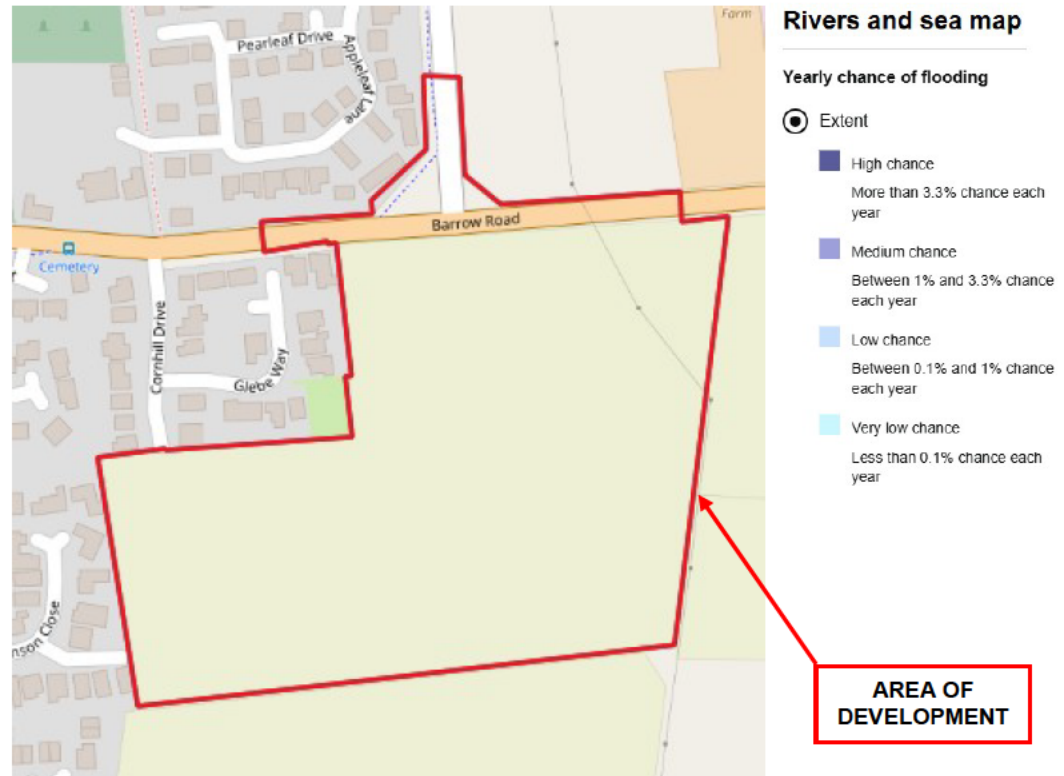 Farm
Pearleaf Drive
Appleleaf Lane
Barrow Road
Cemetery
Cornhill Drive
Glebe Way
nson Close
Rivers and sea map
Yearly chance of flooding
Extent
High chance
More than 3.3% chance each
year
Medium chance
Between 1% and 3.3% chance
each year
Low chance
Between 0.1% and 1% chance
each year
Very low chance
Less than 0.1% chance each
year
AREA OF
DEVELOPMENT